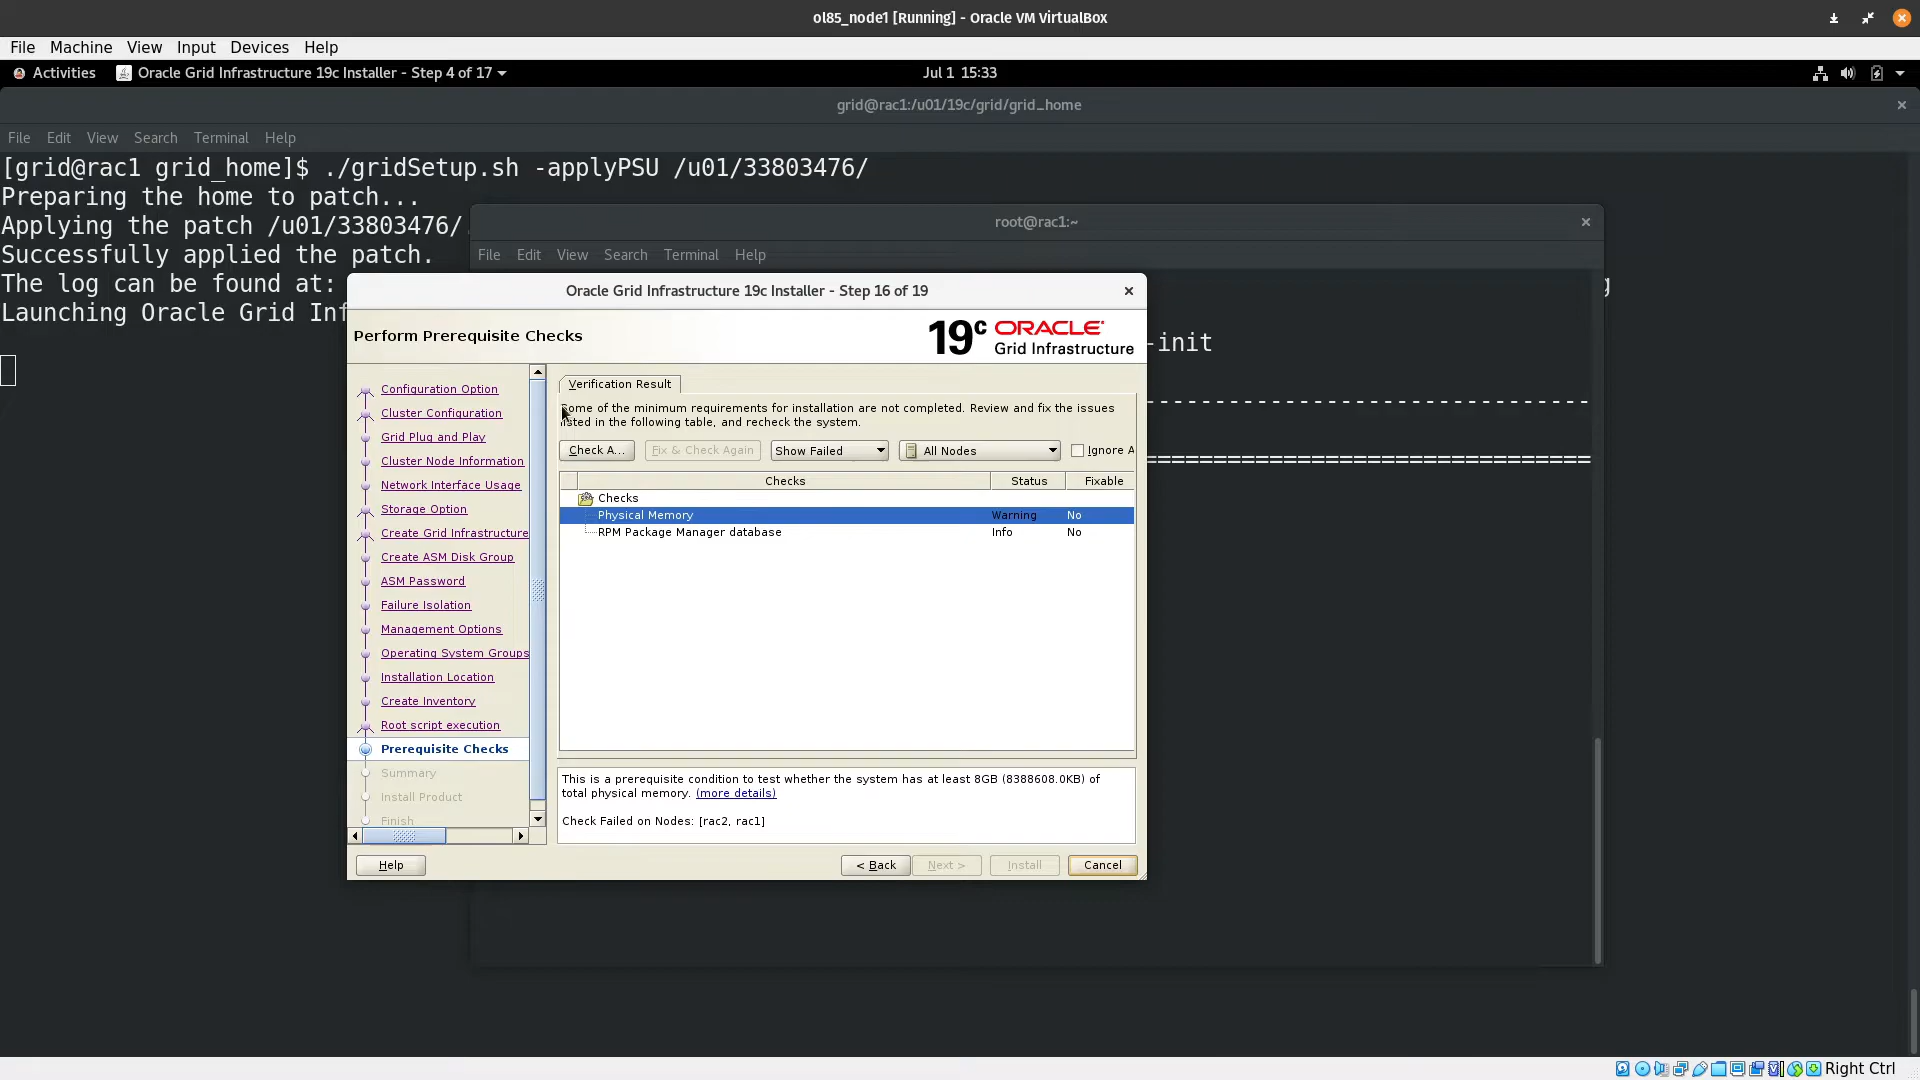 ol85_node1 [Running] - Oracle VM VirtualBox
File Machine View Input Devices Help
Activities Oracle Grid Infrastructure 19c Installer - Step 4 of 17 Jul 1 15:33
grid@rac1:/u01/19c/grid/grid_home
File Edit View Search Terminal Help
[grid@rac1 grid_home]$ ./gridSetup.sh -applyPSU /u01/33803476/
Preparing the home to patch...
Applying the patch /u01/33803476/
Successfully applied the patch.
The log can be found at:
Launching Oracle Grid Inf
root@rac1:~
File Edit View Search Terminal Help
-init
Oracle Grid Infrastructure 19c Installer - Step 16 of 19
Perform Prerequisite Checks
19c ORACLE
Grid Infrastructure
Configuration Option
Cluster Configuration
Grid Plug and Play
Cluster Node Information
Network Interface Usage
Storage Option
Create Grid Infrastructure
Create ASM Disk Group
ASM Password
Failure Isolation
Management Options
Operating System Groups
Installation Location
Create Inventory
Root script execution
Prerequisite Checks
Summary
Install Product
Finish
Verification Result
Some of the minimum requirements for installation are not completed. Review and fix the issues
listed in the following table, and recheck the system.
Check A... Fix & Check Again Show Failed All Nodes Ignore A
Checks Status Fixable
Checks
Physical Memory Warning No
RPM Package Manager database Info No
This is a prerequisite condition to test whether the system has at least 8GB (8388608.0KB) of
total physical memory. (more details)
Check Failed on Nodes: [rac2, rac1]
Help < Back Next > Install Cancel
Right Ctrl